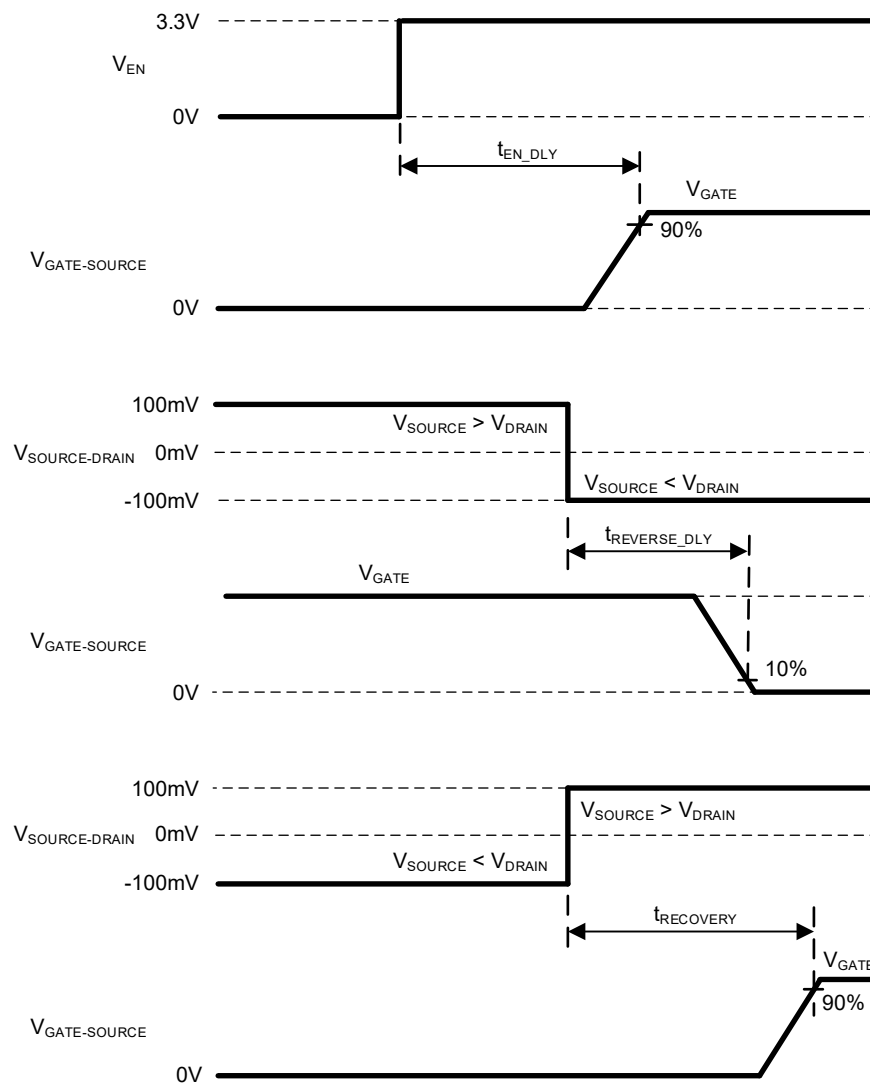 3.3V
V_EN
0V
t_EN_DLY
V_GATE
90%
V_GATE-SOURCE
0V
100mV
V_SOURCE > V_DRAIN
V_SOURCE-DRAIN 0mV
V_SOURCE < V_DRAIN
-100mV
t_REVERSE_DLY
V_GATE
V_GATE-SOURCE
10%
0V
100mV
V_SOURCE > V_DRAIN
V_SOURCE-DRAIN 0mV
V_SOURCE < V_DRAIN
-100mV
t_RECOVERY
V_GATE
90%
V_GATE-SOURCE
0V